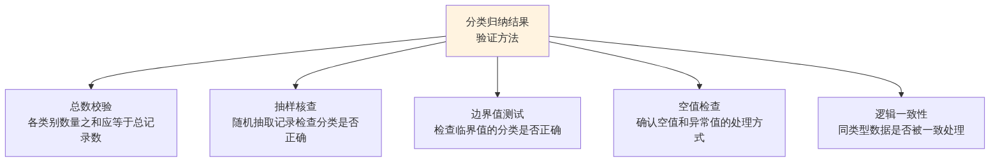 分类归纳结果
验证方法
总数校验
各类别数量之和应等于总记
录数
抽样核查
随机抽取记录检查分类是否
正确
边界值测试
检查临界值的分类是否正确
空值检查
确认空值和异常值的处理方
式
逻辑一致性
同类型数据是否被一致处理